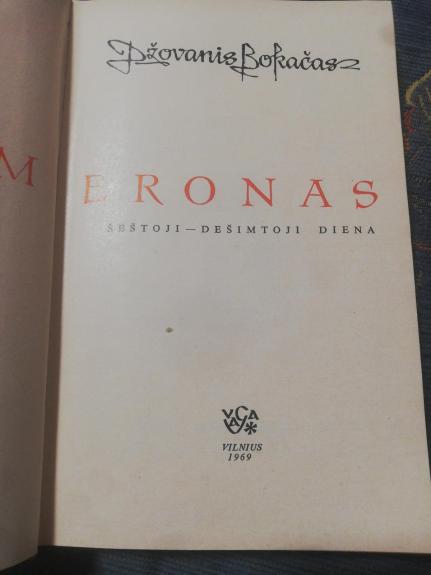 Džovanis Bokačas
M ERONAS
ŠEŠTOJI — DEŠIMTOJI DIENA
VAGA
VILNIUS
1969